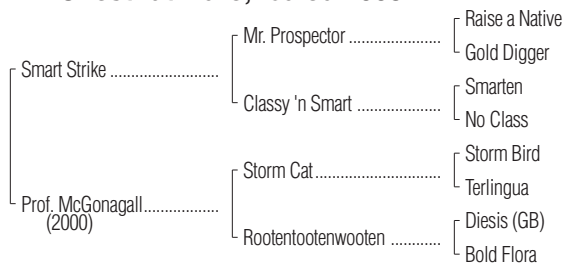 Raise a Native
Mr. Prospector ....................
Gold Digger
Smart Strike ...........................
Smarten
Classy 'n Smart .....................
No Class
Storm Bird
Storm Cat................................
Terlingua
Prof. McGonagall...................
(2000)
Diesis (GB)
Rootentootenwooten ............
Bold Flora